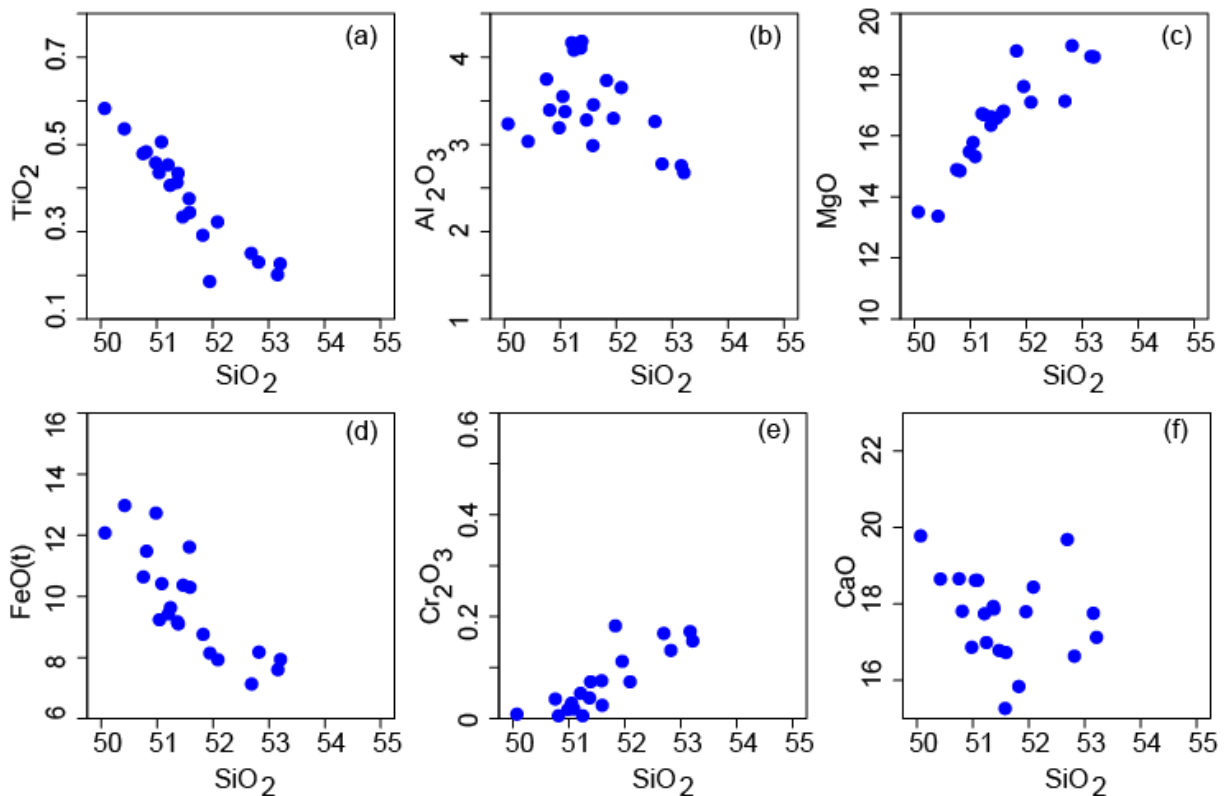 (a)
TiO2
0.1 0.3 0.5 0.7
50 51 52 53 54 55
SiO2
(b)
Al2O3
1 2 3 4
50 51 52 53 54 55
SiO2
(c)
MgO
10 12 14 16 18 20
50 51 52 53 54 55
SiO2
(d)
FeO(t)
6 8 10 12 14 16
50 51 52 53 54 55
SiO2
(e)
Cr2O3
0 0.2 0.4 0.6
50 51 52 53 54 55
SiO2
(f)
CaO
16 18 20 22
50 51 52 53 54 55
SiO2